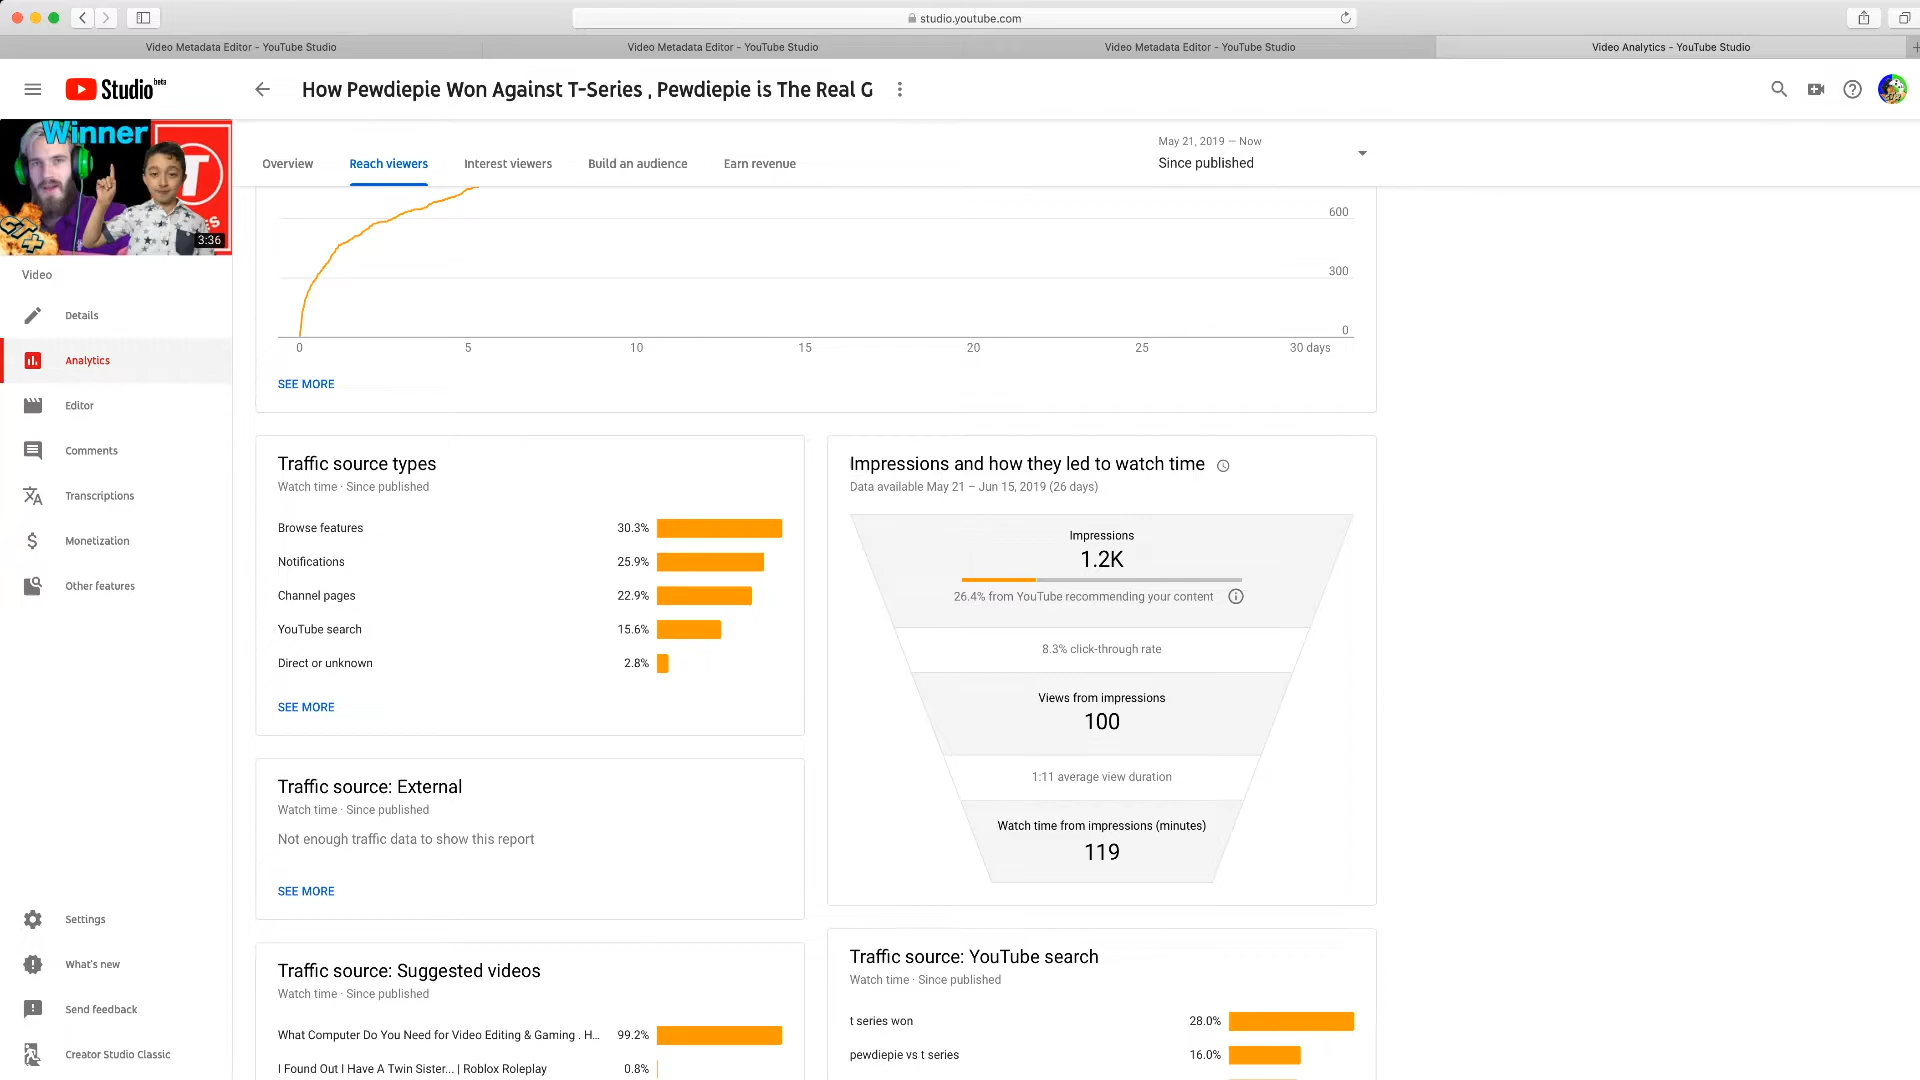 studio.youtube.com
Video Metadata Editor - YouTube Studio
Video Metadata Editor - YouTube Studio
Video Metadata Editor - YouTube Studio
Video Analytics - YouTube Studio
Studio beta
How Pewdiepie Won Against T-Series , Pewdiepie is The Real G
Winner
T
3:36
Overview
Reach viewers
Interest viewers
Build an audience
Earn revenue
May 21, 2019 – Now
Since published
Video
Details
Analytics
Editor
Comments
Transcriptions
Monetization
Other features
Settings
What's new
Send feedback
Creator Studio Classic
600
300
0
0
5
10
15
20
25
30 days
SEE MORE
Traffic source types
Watch time · Since published
Browse features 30.3%
Notifications 25.9%
Channel pages 22.9%
YouTube search 15.6%
Direct or unknown 2.8%
SEE MORE
Impressions and how they led to watch time
Data available May 21 – Jun 15, 2019 (26 days)
Impressions
1.2K
26.4% from YouTube recommending your content
8.3% click-through rate
Views from impressions
100
1:11 average view duration
Watch time from impressions (minutes)
119
Traffic source: External
Watch time · Since published
Not enough traffic data to show this report
SEE MORE
Traffic source: Suggested videos
Watch time · Since published
What Computer Do You Need for Video Editing & Gaming . H... 99.2%
I Found Out I Have A Twin Sister... | Roblox Roleplay 0.8%
Traffic source: YouTube search
Watch time · Since published
t series won 28.0%
pewdiepie vs t series 16.0%